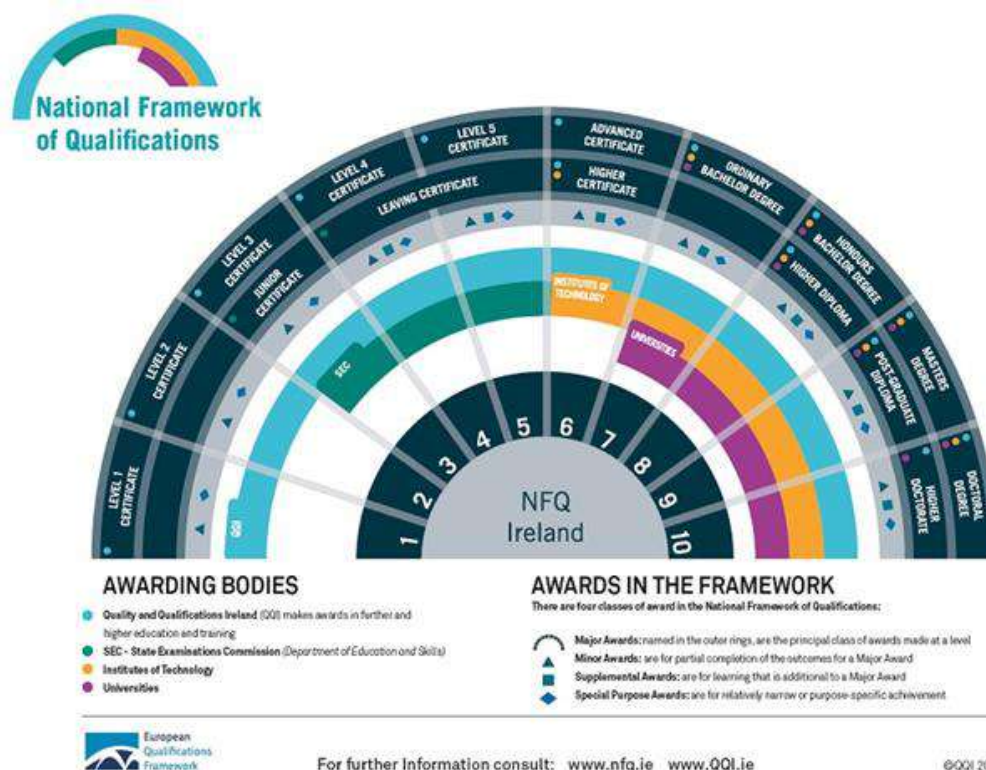 National Framework
of Qualifications
LEVEL 1
CERTIFICATE
LEVEL 2
CERTIFICATE
LEVEL 3
CERTIFICATE
LEVEL 4
CERTIFICATE
LEVEL 5
CERTIFICATE
ADVANCED
CERTIFICATE
ORDINARY
BACHELOR DEGREE
HONOURS
BACHELOR DEGREE
MASTERS
DEGREE
DOCTORAL
DEGREE
JUNIOR
CERTIFICATE
LEAVING CERTIFICATE
HIGHER
CERTIFICATE
HIGHER DIPLOMA
POST-GRADUATE
DIPLOMA
HIGHER
DOCTORATE
QQI
SEC
INSTITUTES OF
TECHNOLOGY
UNIVERSITIES
1
2
3
4
5
6
7
8
9
10
NFQ
Ireland
AWARDING BODIES
Quality and Qualifications Ireland (QQI) makes awards in further and
higher education and training
SEC - State Examinations Commission (Department of Education and Skills)
Institutes of Technology
Universities
AWARDS IN THE FRAMEWORK
There are four classes of award in the National Framework of Qualifications:
Major Awards: named in the outer rings, are the principal class of awards made at a level
Minor Awards: are for partial completion of the outcomes for a Major Award
Supplemental Awards: are for learning that is additional to a Major Award
Special Purpose Awards: are for relatively narrow or purpose-specific achievement
European
Qualifications
Framework
For further Information consult: www.nfq.ie www.QQI.ie
©QQI 20